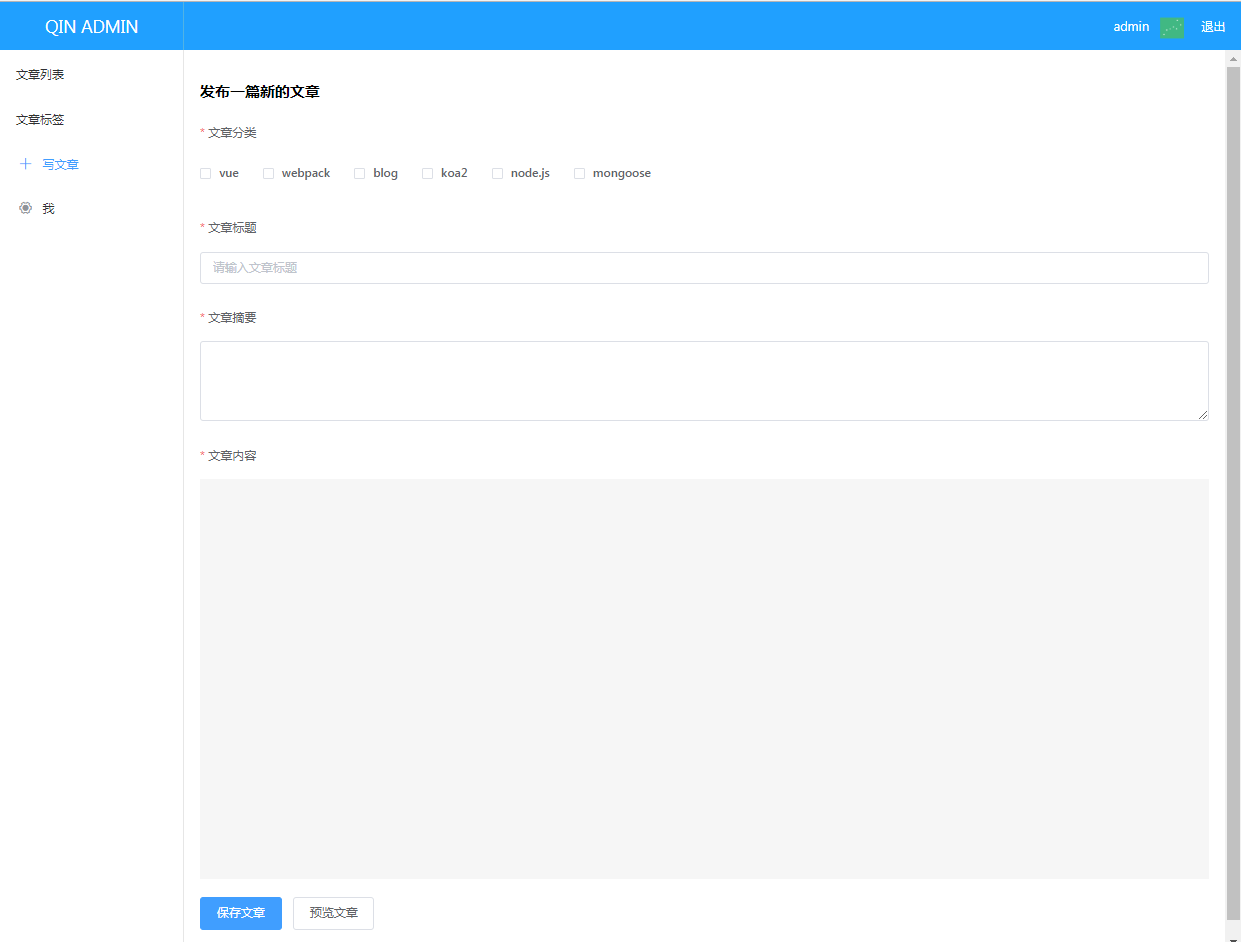 QIN ADMIN
admin 退出
文章列表
文章标签
写文章
我
发布一篇新的文章
* 文章分类
vue webpack blog koa2 node.js mongoose
* 文章标题
请输入文章标题
* 文章摘要
* 文章内容
保存文章 预览文章